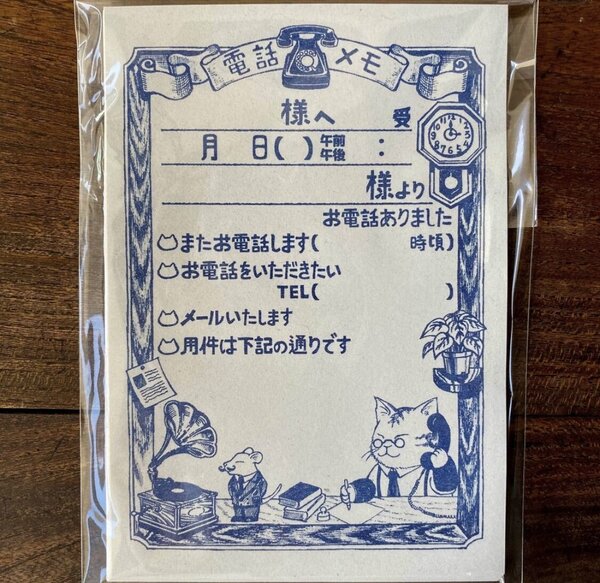 電話メモ
様へ 受
月 日( ) 午前 午後 :
様より
お電話ありました
またお電話します( 時頃)
お電話をいただきたい
TEL( )
メールいたします
用件は下記の通りです